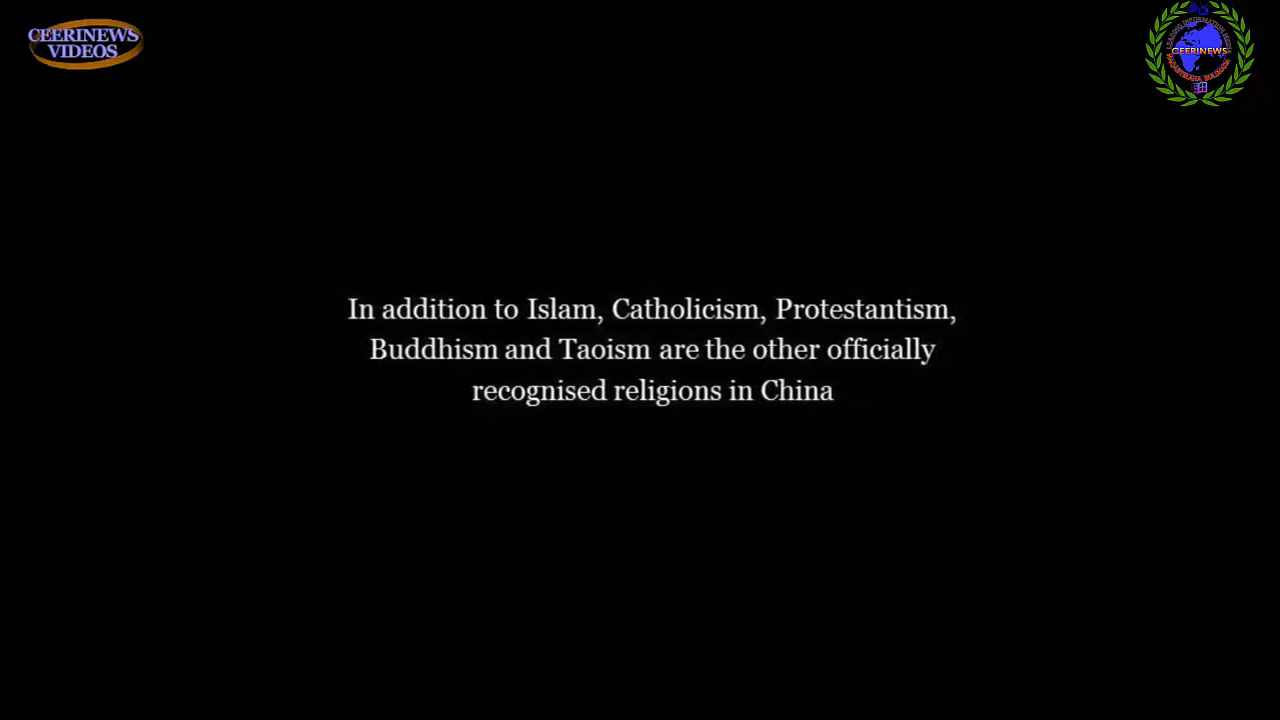 CEERINEWS
VIDEOS
CEERINEWS
In addition to Islam, Catholicism, Protestantism,
Buddhism and Taoism are the other officially
recognised religions in China